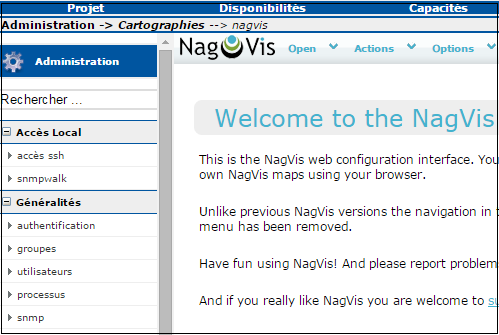 Projet Disponibilités Capacités
Administration -> Cartographies --> nagvis
Administration
Rechercher ...
Accès Local
accès ssh
snmpwalk
Généralités
authentification
groupes
utilisateurs
processus
snmp
NagVis Open Actions Options
Welcome to the NagVis
This is the NagVis web configuration interface. You
own NagVis maps using your browser.
Unlike previous NagVis versions the navigation in
menu has been removed.
Have fun using NagVis! And please report problem
And if you really like NagVis you are welcome to